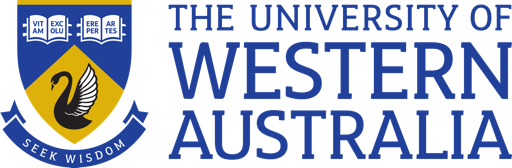 VIT EXC ERE AR
AM OLU PER TES
SEEK WISDOM
THE UNIVERSITY OF
WESTERN
AUSTRALIA